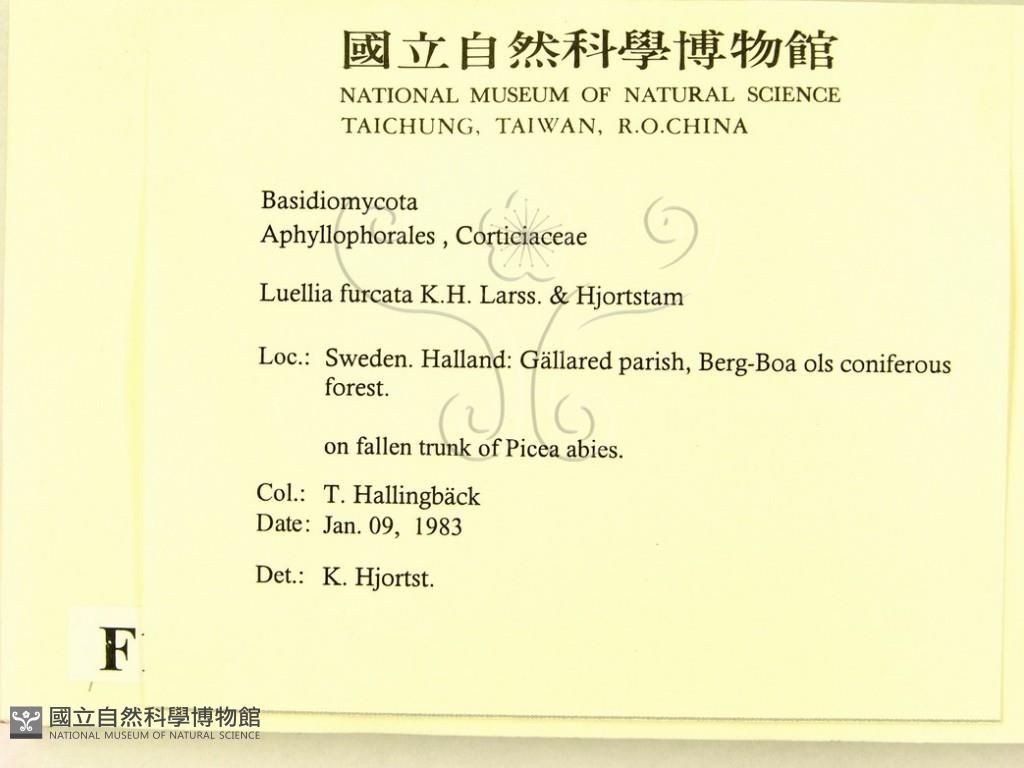 國立自然科學博物館
NATIONAL MUSEUM OF NATURAL SCIENCE
TAICHUNG, TAIWAN, R.O.CHINA
Basidiomycota
Aphyllophorales , Corticiaceae
Luellia furcata K.H. Larss. & Hjortstam
Loc.: Sweden. Halland: Gällared parish, Berg-Boa ols coniferous
forest.
on fallen trunk of Picea abies.
Col.: T. Hallingbäck
Date: Jan. 09, 1983
Det.: K. Hjortst.
F
國立自然科學博物館
NATIONAL MUSEUM OF NATURAL SCIENCE